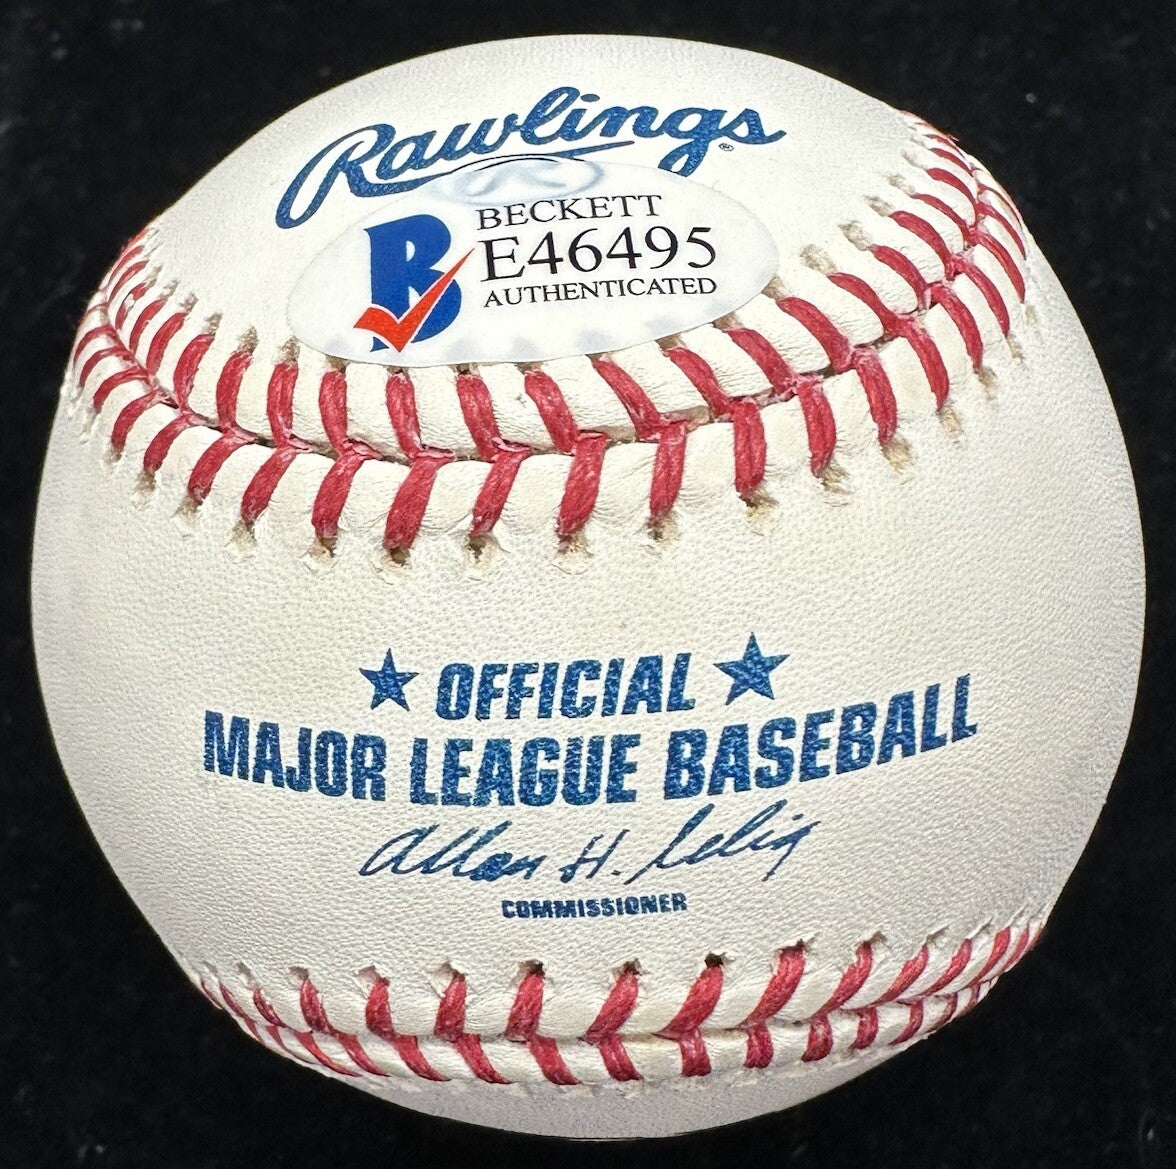 Rawlings®
BECKETT
E46495
AUTHENTICATED
★ OFFICIAL ★
MAJOR LEAGUE BASEBALL
Allan H. Selig
COMMISSIONER